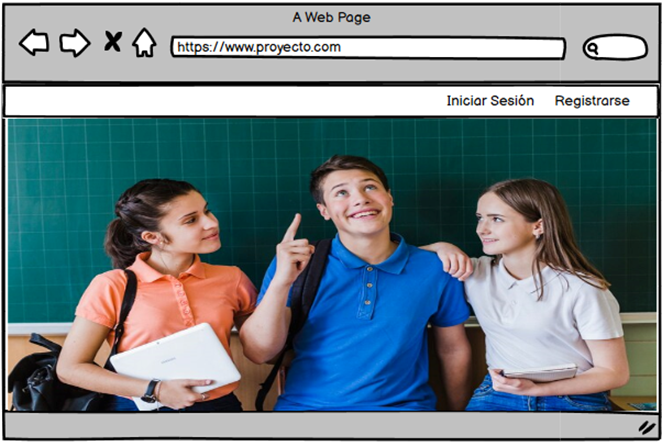 A Web Page
https://www.proyecto.com
Iniciar Sesión Registrarse